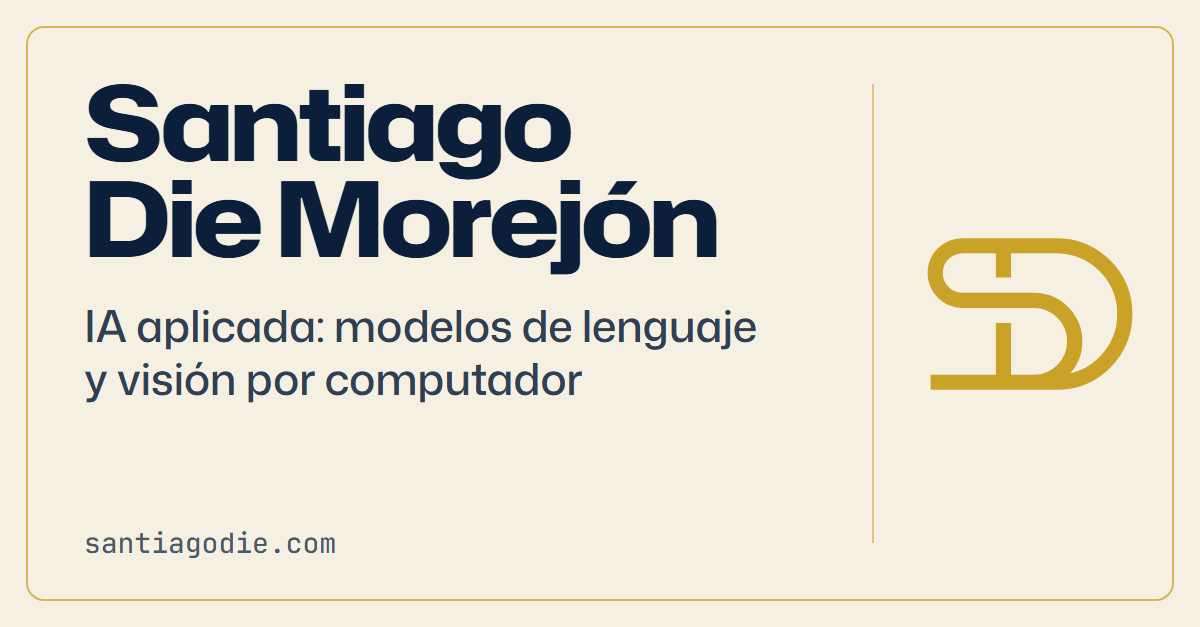 Santiago
Die Morejón
IA aplicada: modelos de lenguaje
y visión por computador
santiagodie.com